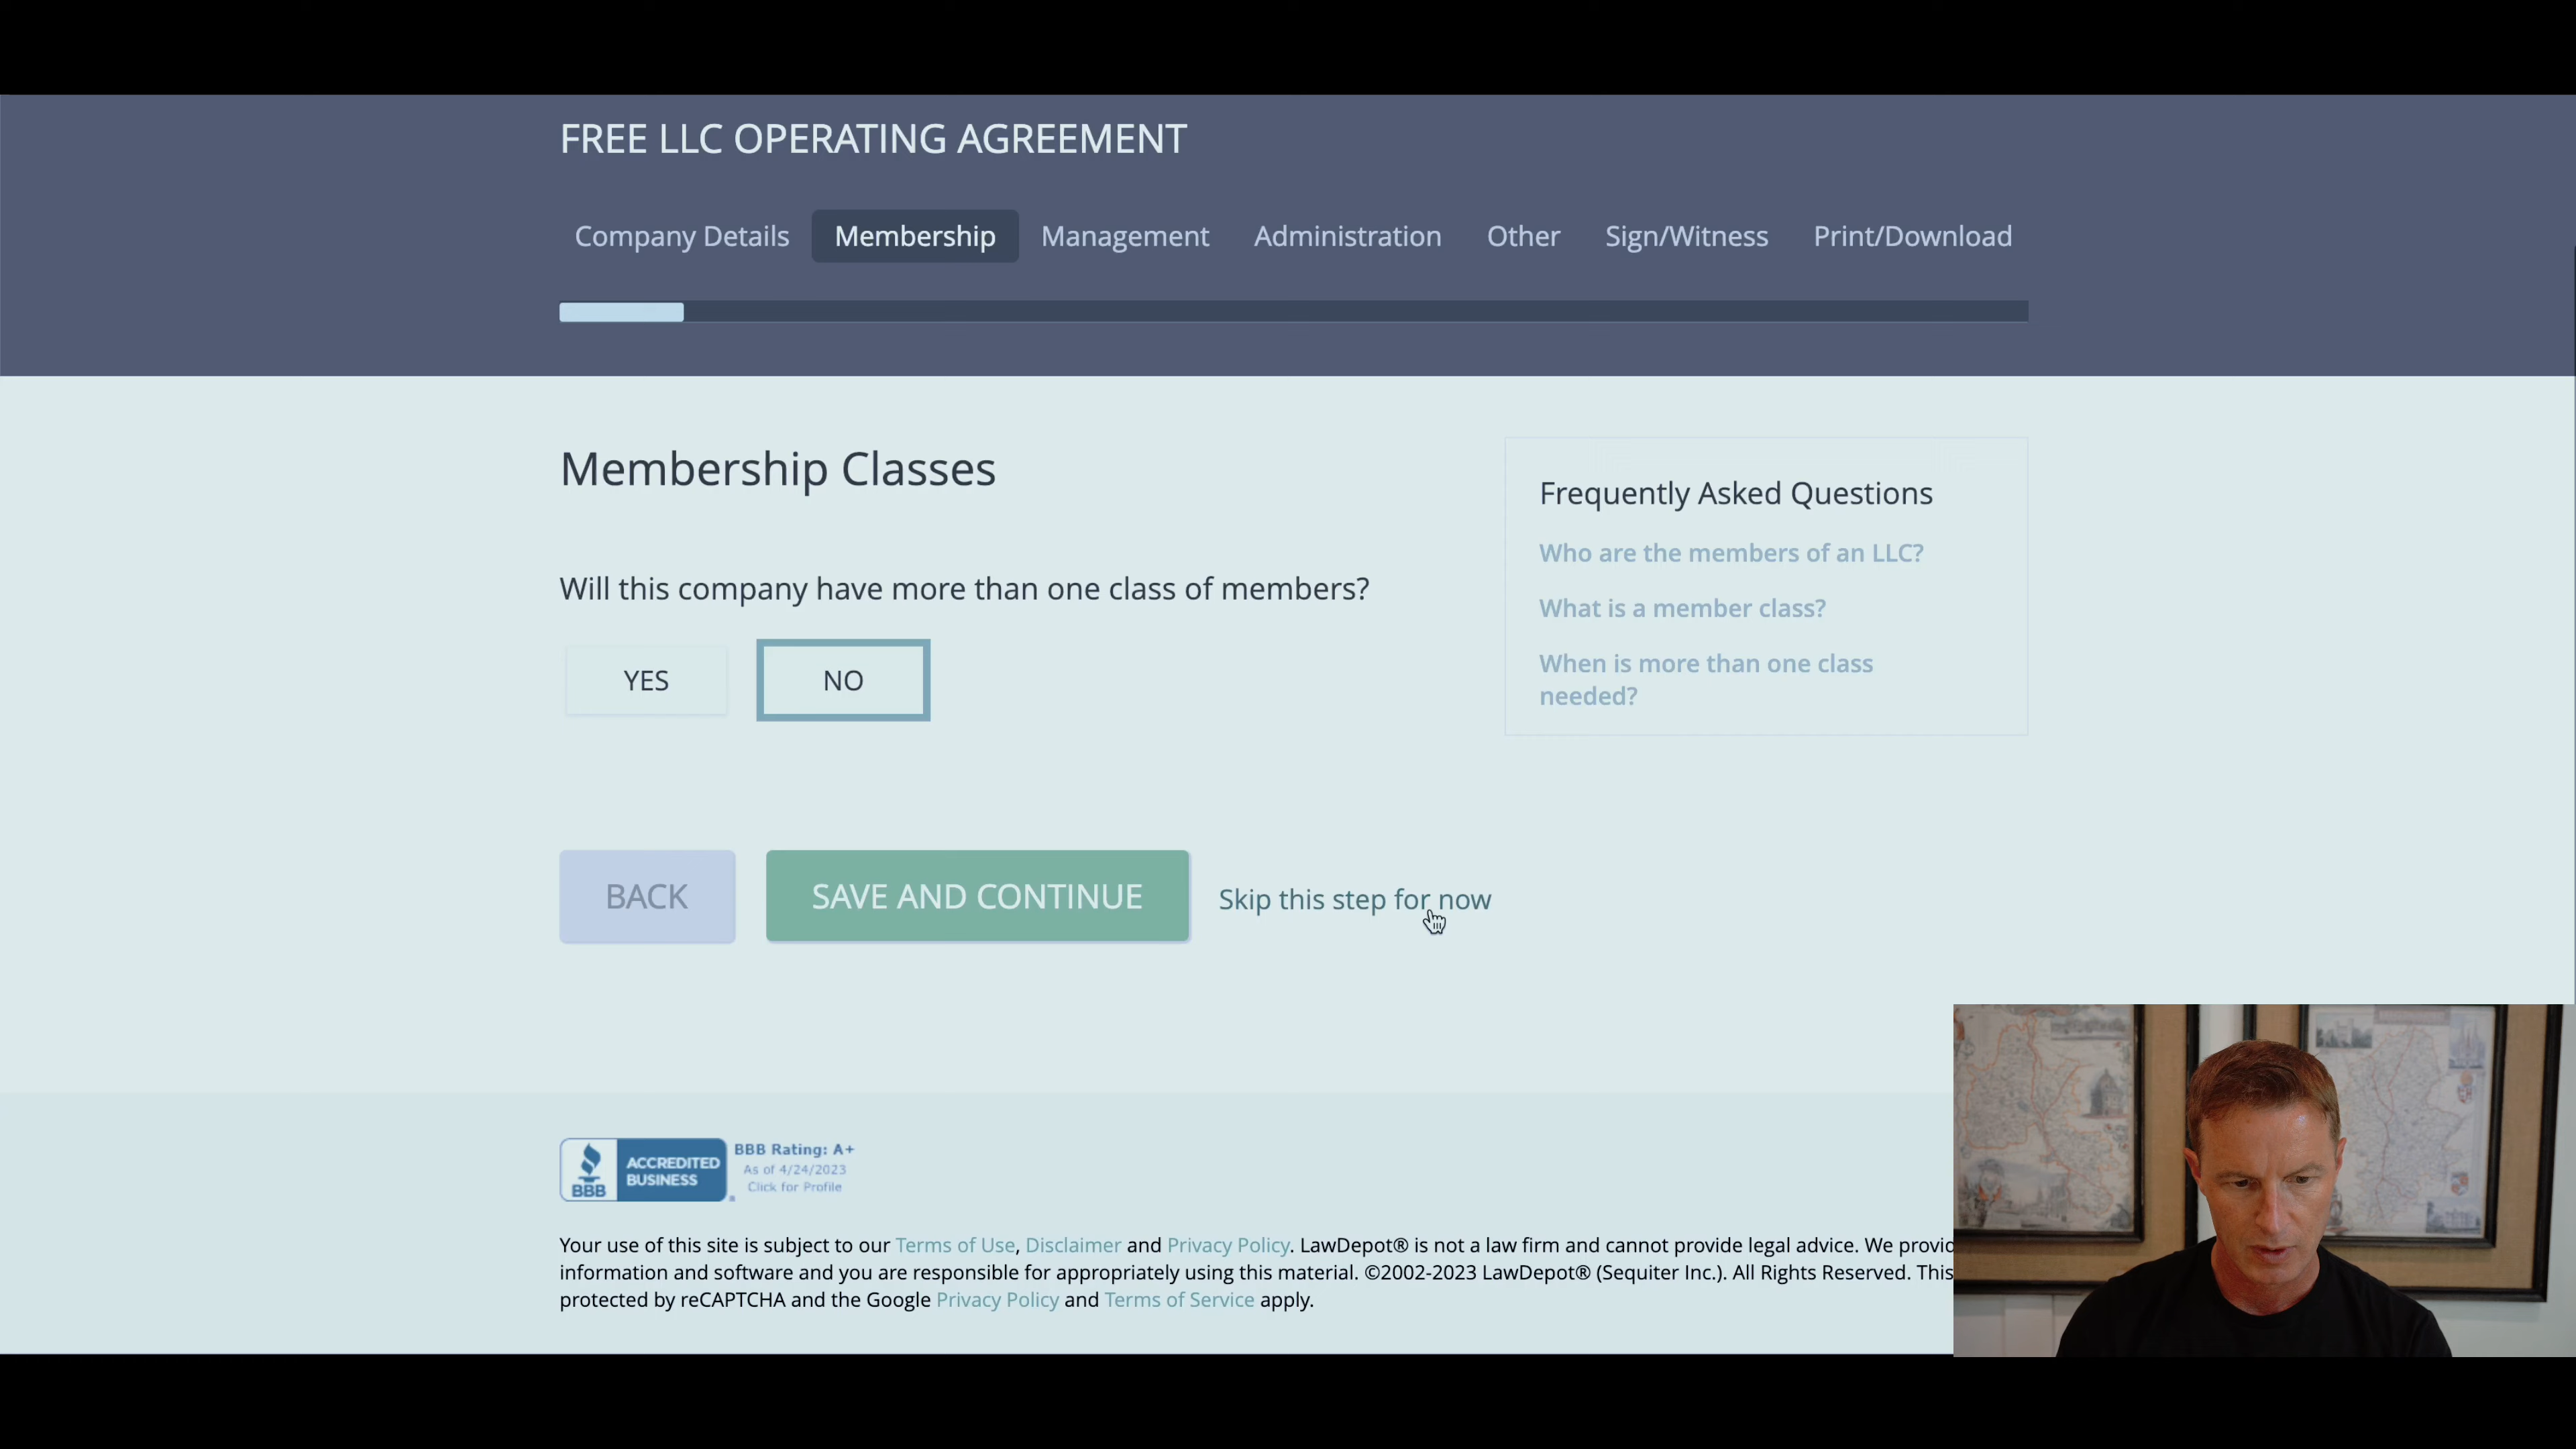 FREE LLC OPERATING AGREEMENT
Company Details Membership Management Administration Other Sign/Witness Print/Download
Membership Classes
Will this company have more than one class of members?
YES NO
Frequently Asked Questions
Who are the members of an LLC?
What is a member class?
When is more than one class
needed?
BACK SAVE AND CONTINUE Skip this step for now
BBB ACCREDITED
BUSINESS
BBB Rating: A+
As of 4/24/2023
Click for Profile
Your use of this site is subject to our Terms of Use, Disclaimer and Privacy Policy. LawDepot® is not a law firm and cannot provide legal advice. We provid
information and software and you are responsible for appropriately using this material. ©2002-2023 LawDepot® (Sequiter Inc.). All Rights Reserved. This
protected by reCAPTCHA and the Google Privacy Policy and Terms of Service apply.